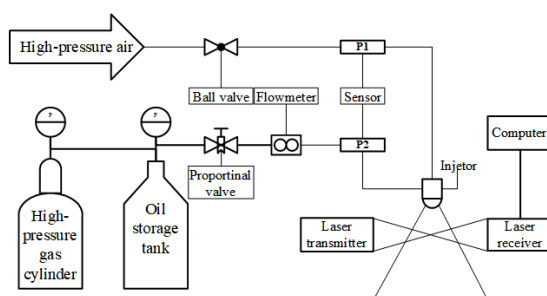 High-pressure air
P1
Ball valve
Flowmeter
Sensor
P
P
P2
Computer
Proportinal
valve
Injetor
High-
pressure
gas
cylinder
Oil
storage
tank
Laser
transmitter
Laser
receiver